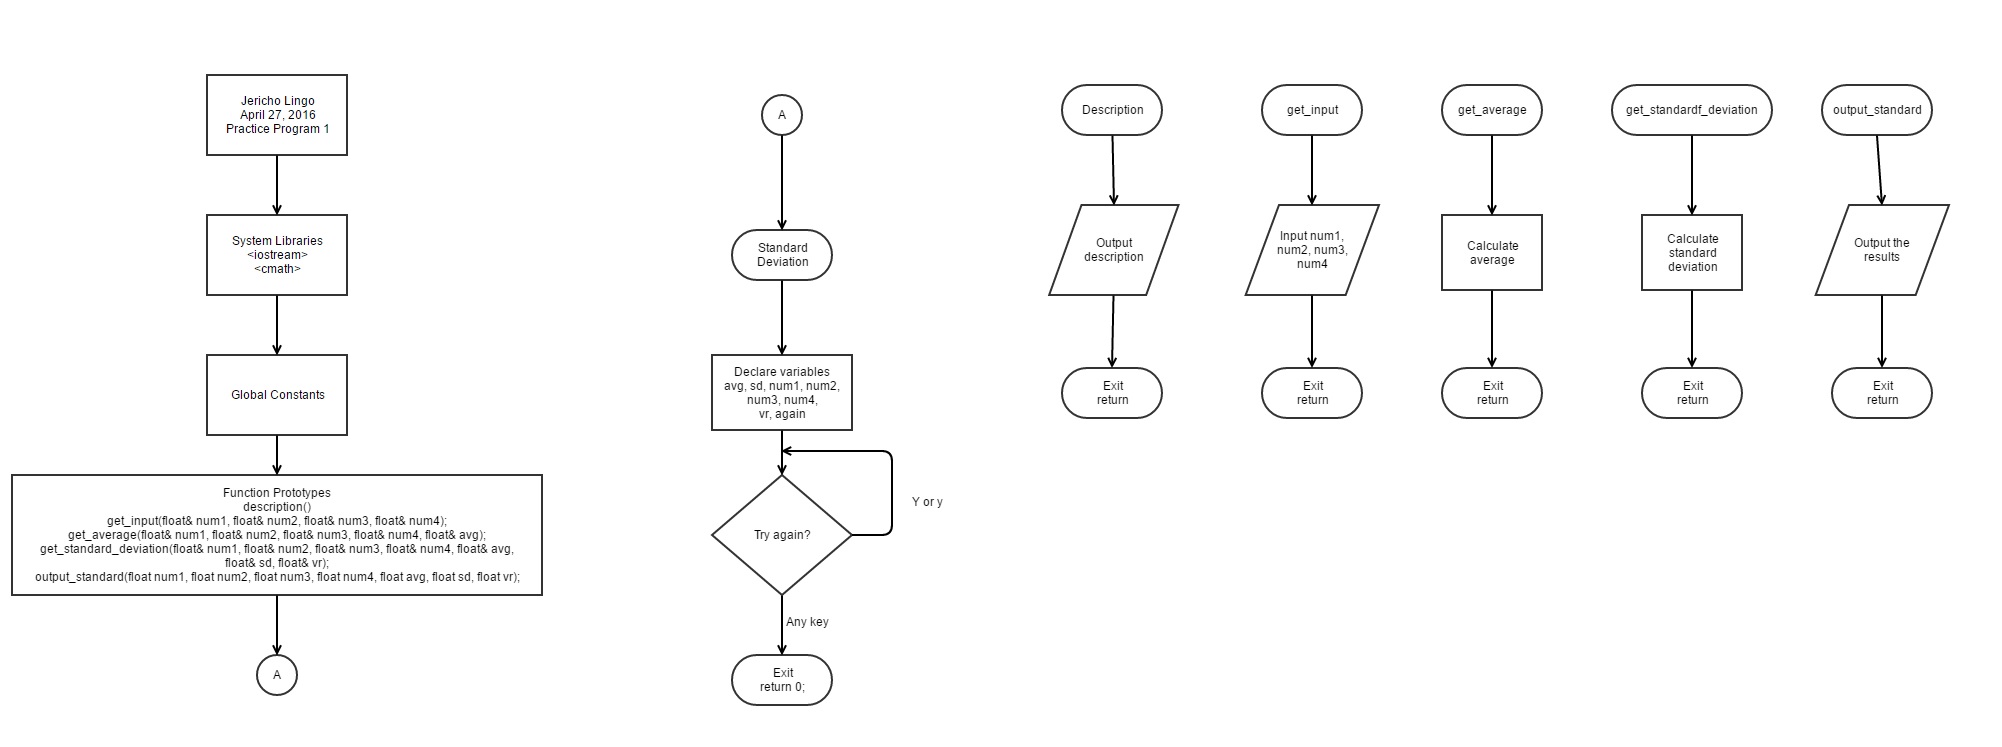 Jericho Lingo
April 27, 2016
Practice Program 1
System Libraries
<iostream>
<cmath>
Global Constants
Function Prototypes
description()
get_input(float& num1, float& num2, float& num3, float& num4);
get_average(float& num1, float& num2, float& num3, float& num4, float& avg);
get_standard_deviation(float& num1, float& num2, float& num3, float& num4, float& avg,
float& sd, float& vr);
output_standard(float num1, float num2, float num3, float num4, float avg, float sd, float vr);
A
A
Standard
Deviation
Declare variables
avg, sd, num1, num2,
num3, num4,
vr, again
Y or y
Try again?
Any key
Exit
return 0;
Description
Output
description
Exit
return
get_input
Input num1,
num2, num3,
num4
Exit
return
get_average
Calculate
average
Exit
return
get_standardf_deviation
Calculate
standard
deviation
Exit
return
output_standard
Output the
results
Exit
return